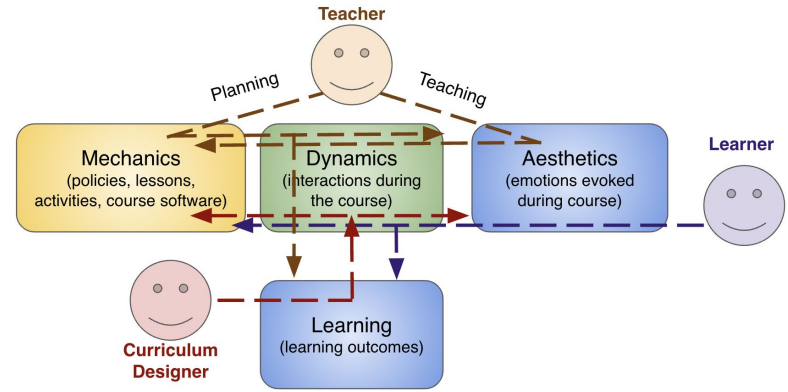 Teacher
Planning
Teaching
Mechanics
(policies, lessons,
activities, course software)
Dynamics
(interactions during
the course)
Aesthetics
(emotions evoked
during course)
Learner
Learning
(learning outcomes)
Curriculum
Designer